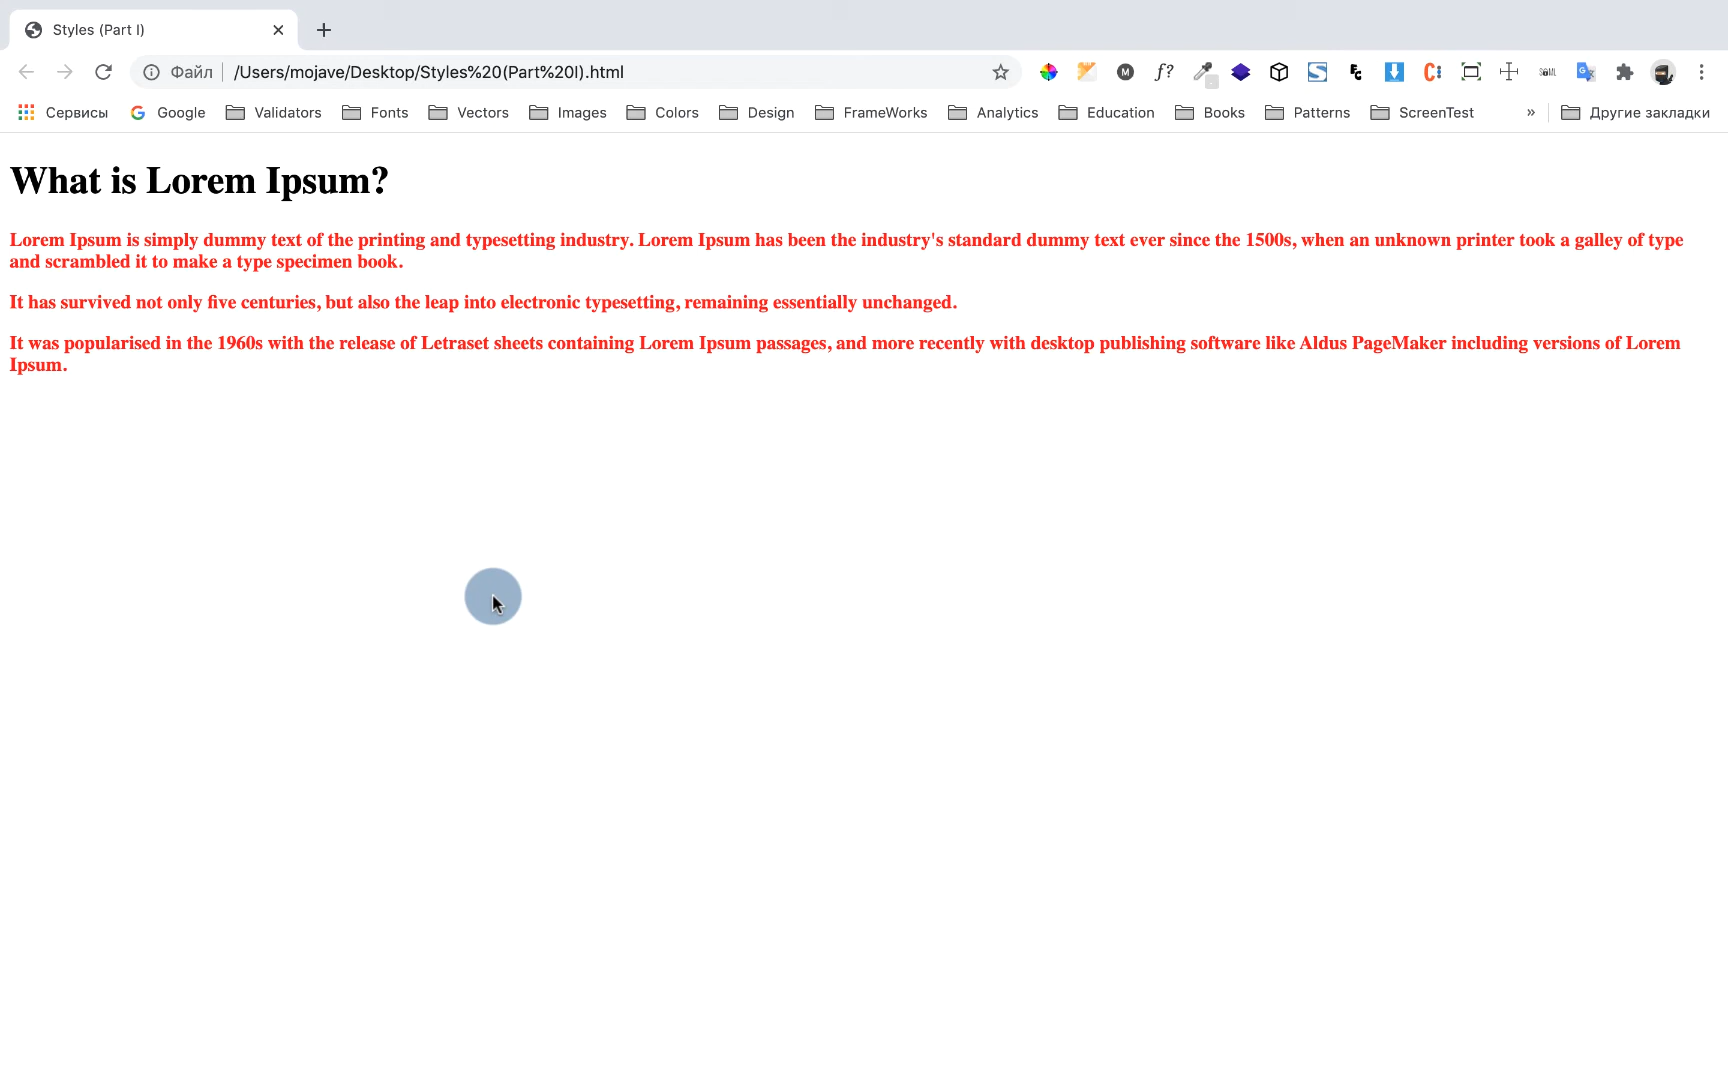 Styles (Part I)
Файл /Users/mojave/Desktop/Styles%20(Part%20I).html
Сервисы Google Validators Fonts Vectors Images Colors Design FrameWorks Analytics Education Books Patterns ScreenTest » Другие закладки
What is Lorem Ipsum?
Lorem Ipsum is simply dummy text of the printing and typesetting industry. Lorem Ipsum has been the industry's standard dummy text ever since the 1500s, when an unknown printer took a galley of type
and scrambled it to make a type specimen book.
It has survived not only five centuries, but also the leap into electronic typesetting, remaining essentially unchanged.
It was popularised in the 1960s with the release of Letraset sheets containing Lorem Ipsum passages, and more recently with desktop publishing software like Aldus PageMaker including versions of Lorem
Ipsum.